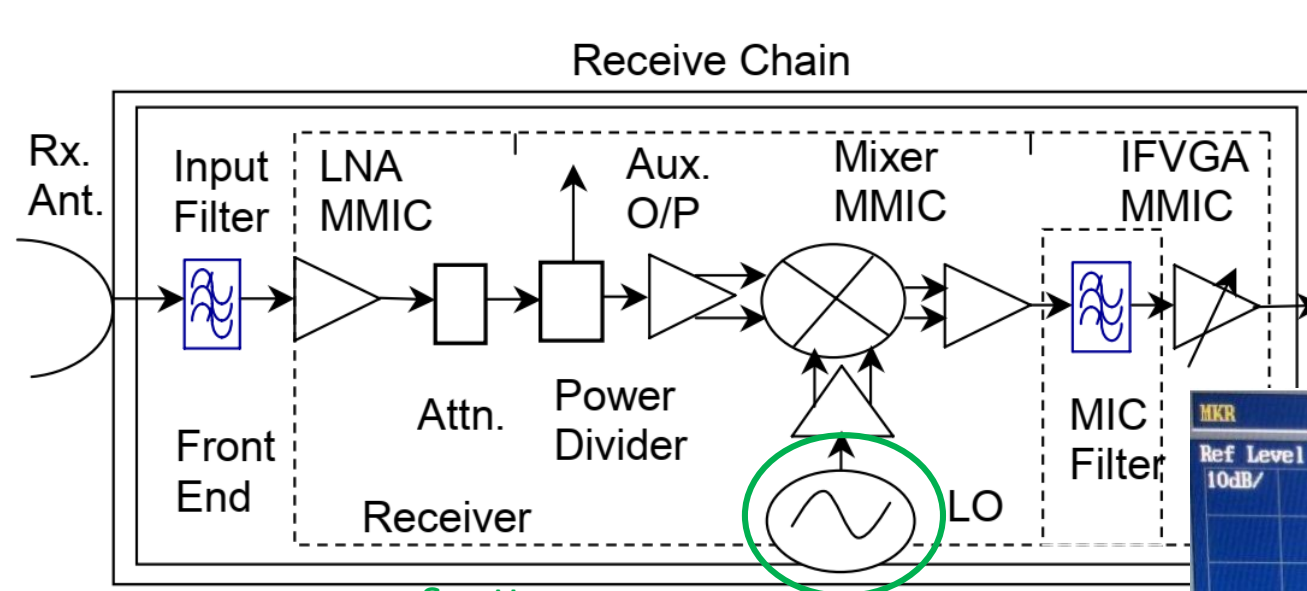 Receive Chain
Rx.
Ant.
Input
Filter
LNA
MMIC
Aux.
O/P
Mixer
MMIC
IFVGA
MMIC
Attn.
Power
Divider
MIC
Filter
Front
End
Receiver
LO
MKR
Ref Level
10dB/